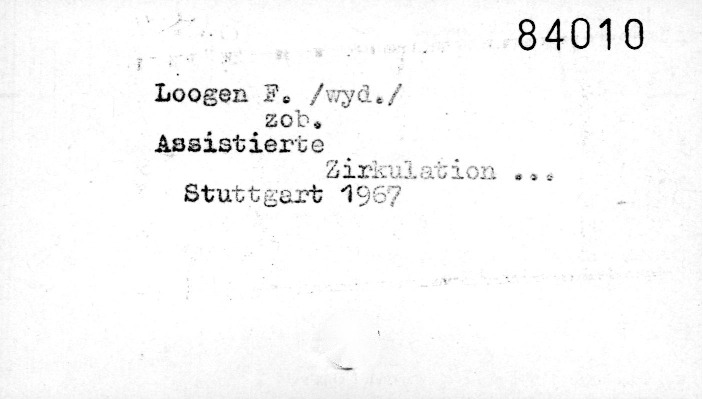 84010
Loogen F. /wyd./
zob.
Assistierte
Zirkulation ...
Stuttgart 1967